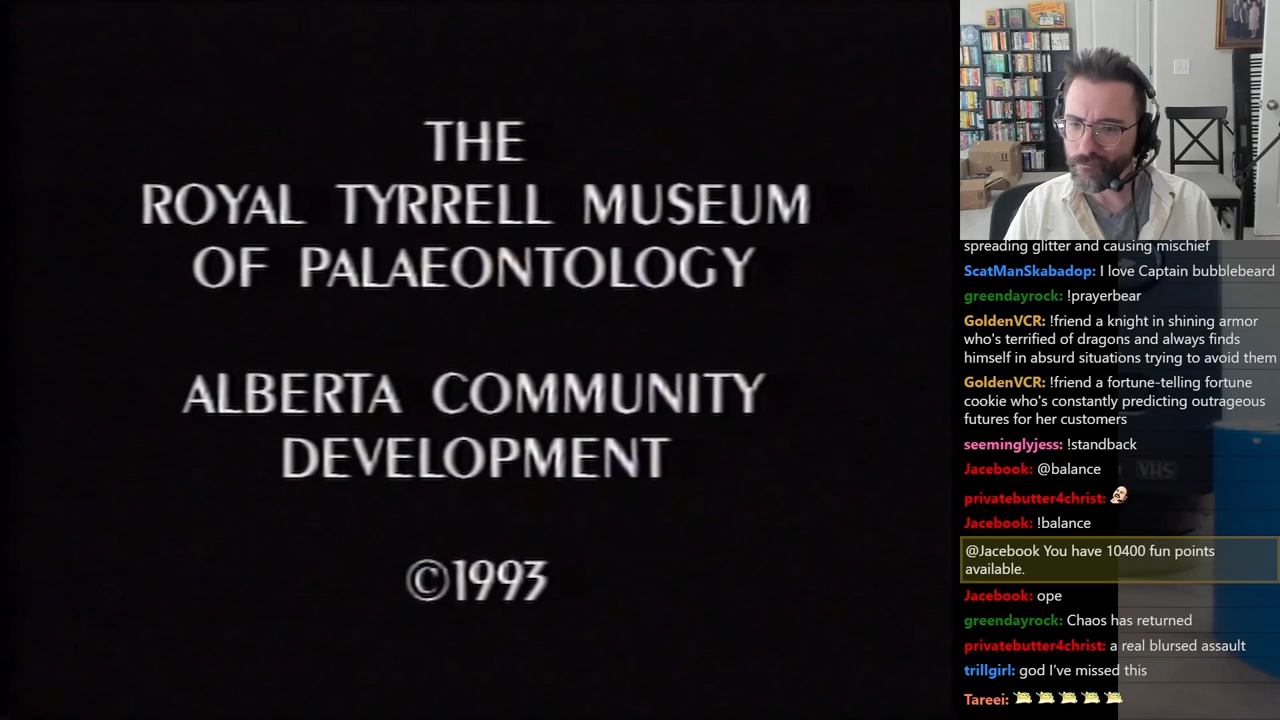 THE
ROYAL TYRRELL MUSEUM
OF PALAEONTOLOGY
ALBERTA COMMUNITY
DEVELOPMENT
©1993
spreading glitter and causing mischief
ScatManSkabadop: I love Captain bubblebeard
greendayrock: !prayerbear
GoldenVCR: !friend a knight in shining armor
who's terrified of dragons and always finds
himself in absurd situations trying to avoid them
GoldenVCR: !friend a fortune-telling fortune
cookie who's constantly predicting outrageous
futures for her customers
seeminglyjess: !standback
Jacebook: @balance
VHS
privatebutter4christ:
Jacebook: !balance
@Jacebook You have 10400 fun points
available.
Jacebook: ope
greendayrock: Chaos has returned
privatebutter4christ: a real blursed assault
trillgirl: god I've missed this
Tareei: